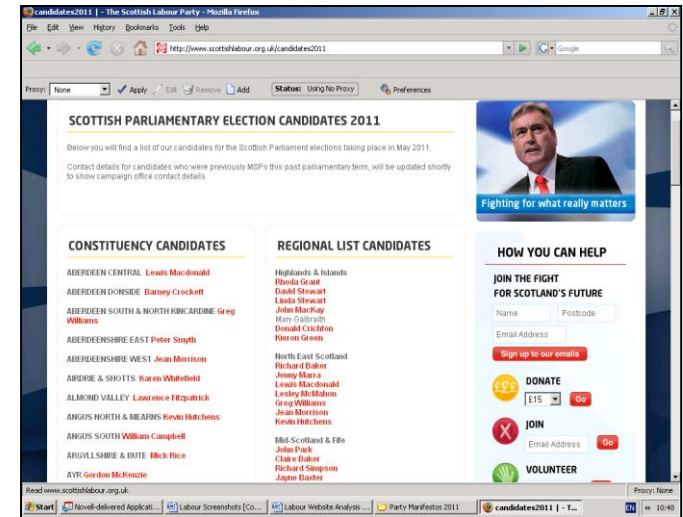 candidates2011 | - The Scottish Labour Party - Mozilla Firefox
File Edit View History Bookmarks Tools Help
http://www.scottishlabour.org.uk/candidates2011
Google
Proxy: None Apply Edit Remove Add Status: Using No Proxy Preferences
SCOTTISH PARLIAMENTARY ELECTION CANDIDATES 2011
Below you will find a list of our candidates for the Scottish Parliament elections taking place in May 2011.
Contact details for candidates who were previously MSPs this past parliamentary term, will be updated shortly
to show campaign office contact details.
Fighting for what really matters
CONSTITUENCY CANDIDATES
ABERDEEN CENTRAL Lewis Macdonald
ABERDEEN DONSIDE Barney Crockett
ABERDEEN SOUTH & NORTH KINCARDINE Greg
Williams
ABERDEENSHIRE EAST Peter Smyth
ABERDEENSHIRE WEST Jean Morrison
AIRDRIE & SHOTTS Karen Whitefield
ALMOND VALLEY Lawrence Fitzpatrick
ANGUS NORTH & MEARNS Kevin Hutchens
ANGUS SOUTH William Campbell
ARGYLLSHIRE & BUTE Mick Rice
AYR Gordon McKenzie
REGIONAL LIST CANDIDATES
Highlands & Islands
Rhoda Grant
David Stewart
Linda Stewart
John MacKay
Mary Galbraith
Donald Crichton
Kieron Green
North East Scotland
Richard Baker
Jenny Marra
Lewis Macdonald
Lesley McMahon
Greg Williams
Jean Morrison
Kevin Hutchens
Mid-Scotland & Fife
John Park
Claire Baker
Richard Simpson
Jayne Baxter
HOW YOU CAN HELP
JOIN THE FIGHT
FOR SCOTLAND'S FUTURE
Name Postcode
Email Address
Sign up to our emails
£££ DONATE
£15 Go
JOIN
Email Address Go
VOLUNTEER
Read www.scottishlabour.org.uk
Proxy: None
Start Novell-delivered Applicati... Labour Screenshots [Co... Labour Website Analysis ... Party Manifestos 2011 candidates2011 | - T... EN « 10:40